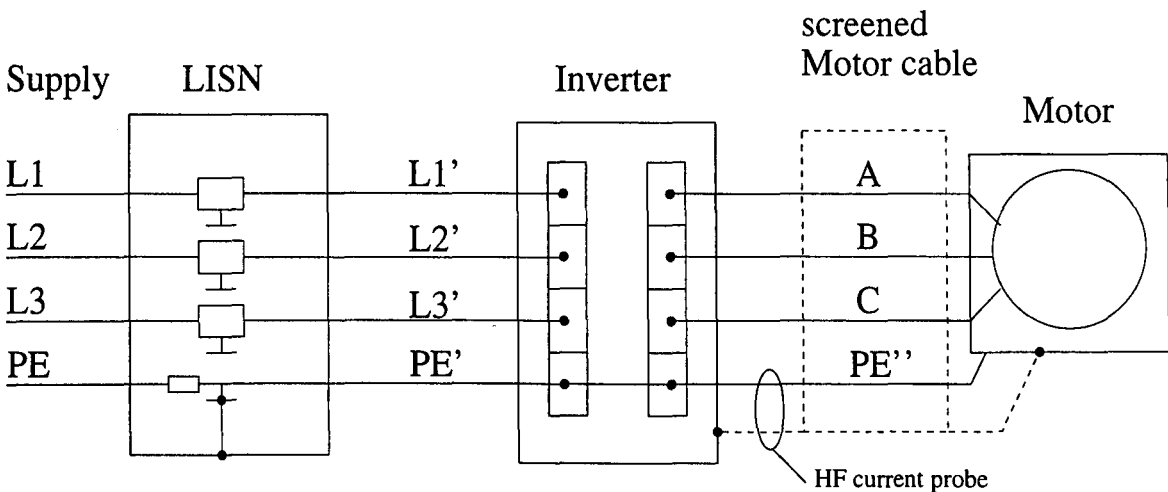 screened
Motor cable
Supply
LISN
Inverter
Motor
L1
L1'
A
L2
L2'
B
L3
L3'
C
PE
PE'
PE''
HF current probe